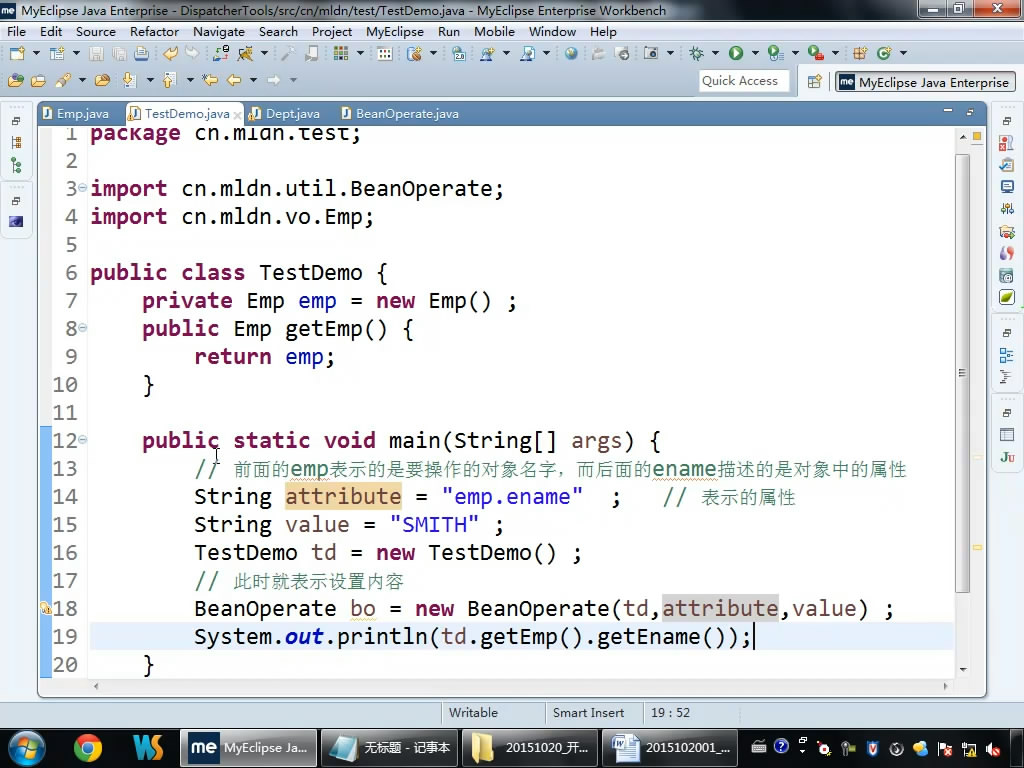 MyEclipse Java Enterprise - DispatcherTools/src/cn/mldn/test/TestDemo.java - MyEclipse Enterprise Workbench
File Edit Source Refactor Navigate Search Project MyEclipse Run Mobile Window Help
Quick Access
MyEclipse Java Enterprise
Emp.java TestDemo.java Dept.java BeanOperate.java
1 package cn.mldn.test;
2
3 import cn.mldn.util.BeanOperate;
4 import cn.mldn.vo.Emp;
5
6 public class TestDemo {
7 private Emp emp = new Emp() ;
8 public Emp getEmp() {
9 return emp;
10 }
11
12 public static void main(String[] args) {
13 // 前面的emp表示的是要操作的对象名字，而后面的ename描述的是对象中的属性
14 String attribute = "emp.ename" ; // 表示的属性
15 String value = "SMITH" ;
16 TestDemo td = new TestDemo() ;
17 // 此时就表示设置内容
18 BeanOperate bo = new BeanOperate(td,attribute,value) ;
19 System.out.println(td.getEmp().getEname());
20 }
Writable Smart Insert 19 : 52
MyEclipse Ja... 无标题 - 记事本 20151020_开... 2015102001_...